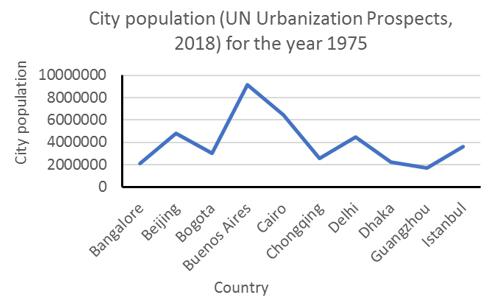 City population (UN Urbanization Prospects,
2018) for the year 1975
City population
10000000
8000000
6000000
4000000
2000000
0
Bangalore
Beijing
Bogota
Buenos Aires
Cairo
Chongqing
Delhi
Dhaka
Guangzhou
Istanbul
Country